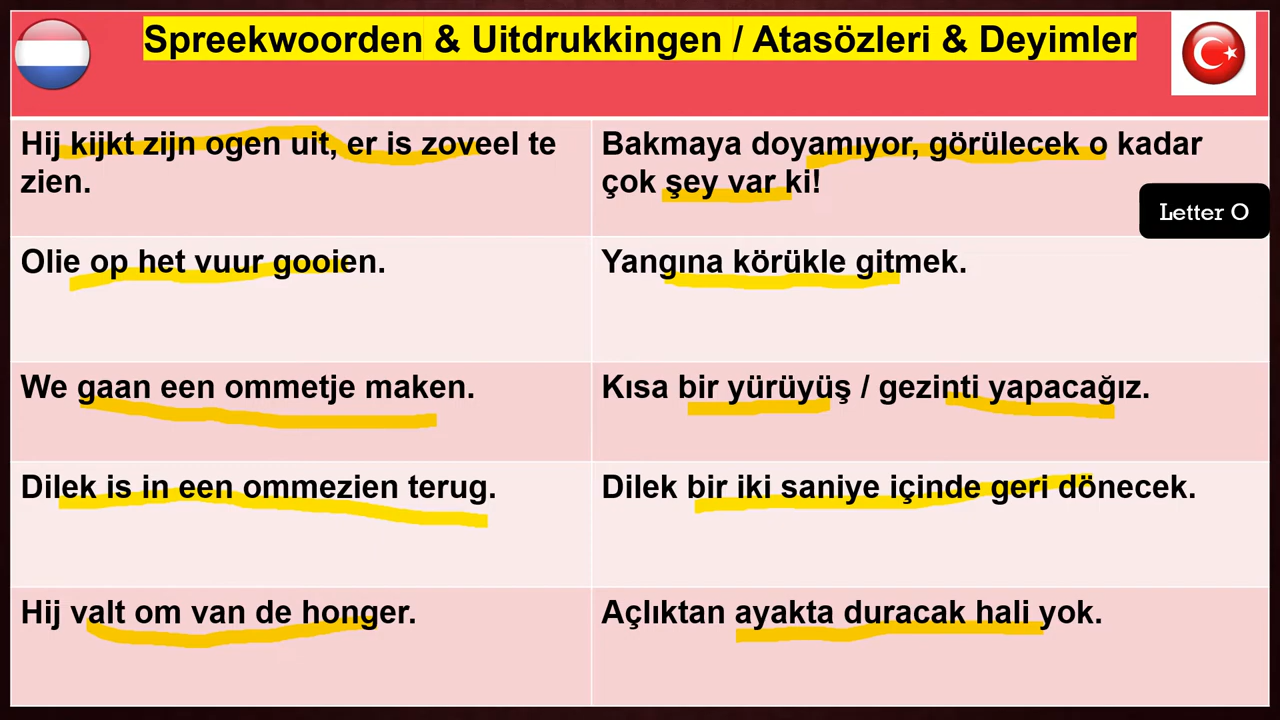 Spreekwoorden & Uitdrukkingen / Atasözleri & Deyimler
Hij kijkt zijn ogen uit, er is zoveel te
zien.
Bakmaya doyamıyor, görülecek o kadar
çok şey var ki!
Letter O
Olie op het vuur gooien.
Yangına körükle gitmek.
We gaan een ommetje maken.
Kısa bir yürüyüş / gezinti yapacağız.
Dilek is in een ommezien terug.
Dilek bir iki saniye içinde geri dönecek.
Hij valt om van de honger.
Açlıktan ayakta duracak hali yok.